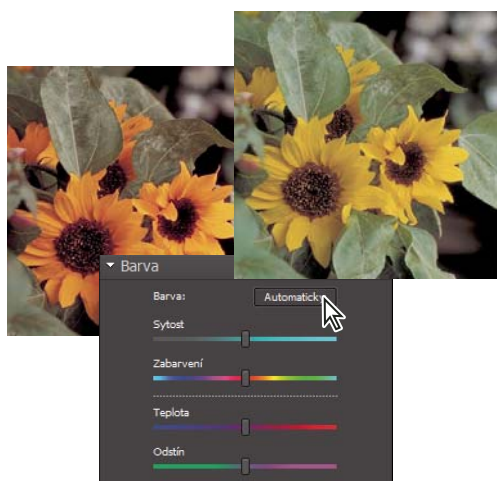 Barva
Barva: Automaticky
Sytost
Zabarvení
Teplota
Odstín